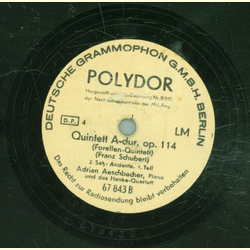 DEUTSCHE GRAMMOPHON G.M.B.H. BERLIN
POLYDOR
D.P. 4
LM
Quintett A-dur, op. 114
(Forellen-Quintett)
(Franz Schubert)
2. Satz: Andante, 1. Teil
Adrian Aeschbacher, Piano
und das Hanke-Quartett
67 843 B
Das Recht zur Radiosendung bleibt vorbehalten